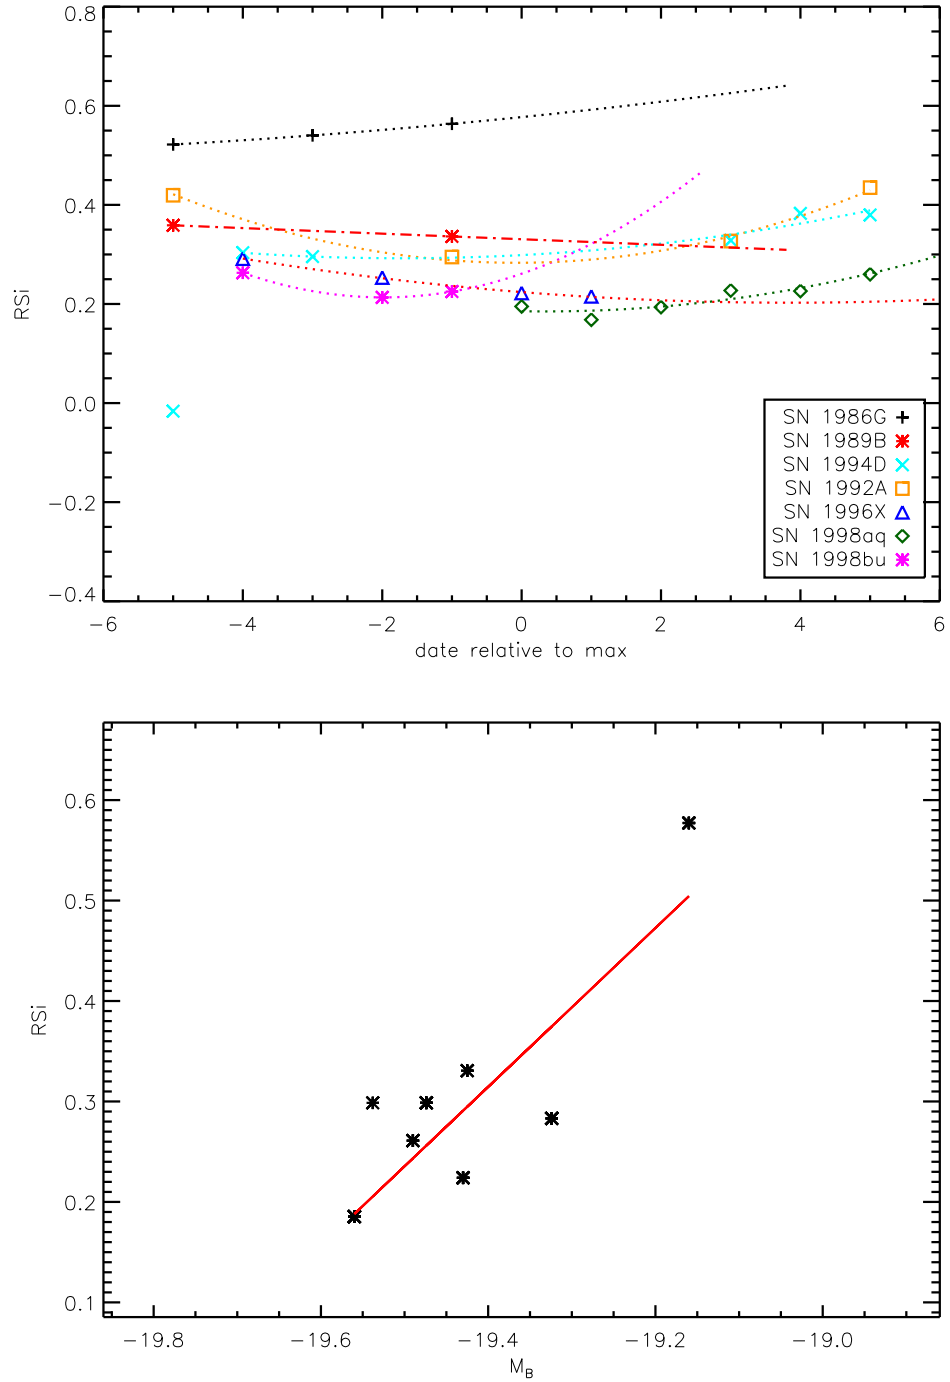 0.8
0.6
0.4
0.2
0.0
−0.2
−0.4
RSi
SN 1986G
SN 1989B
SN 1994D
SN 1992A
SN 1996X
SN 1998aq
SN 1998bu
−6 −4 −2 0 2 4 6
date relative to max
0.6
0.5
0.4
0.3
0.2
0.1
RSi
−19.8 −19.6 −19.4 −19.2 −19.0
M_B